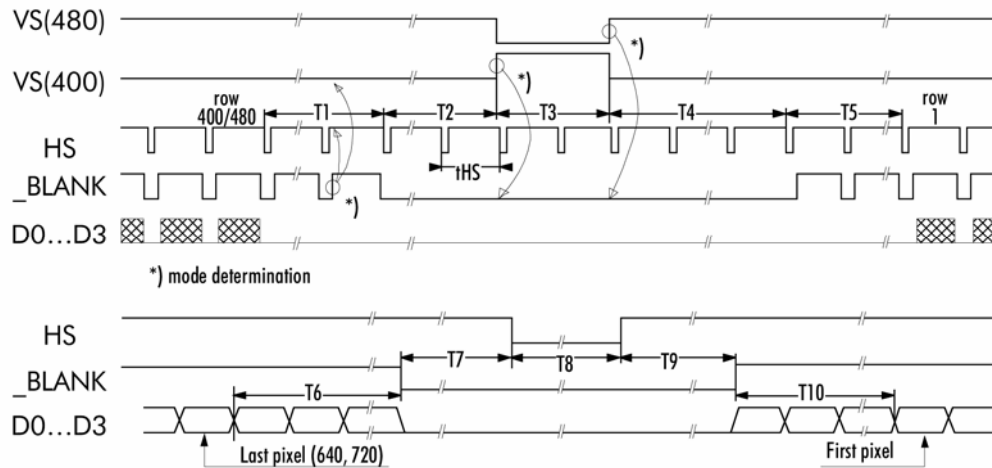 VS(480)
*)
VS(400)
*)
row
400/480
T1
T2
T3
T4
T5
row
1
HS
tHS
_BLANK
*)
D0...D3
*) mode determination
HS
T7
T8
T9
_BLANK
T6
T10
D0...D3
Last pixel (640, 720)
First pixel